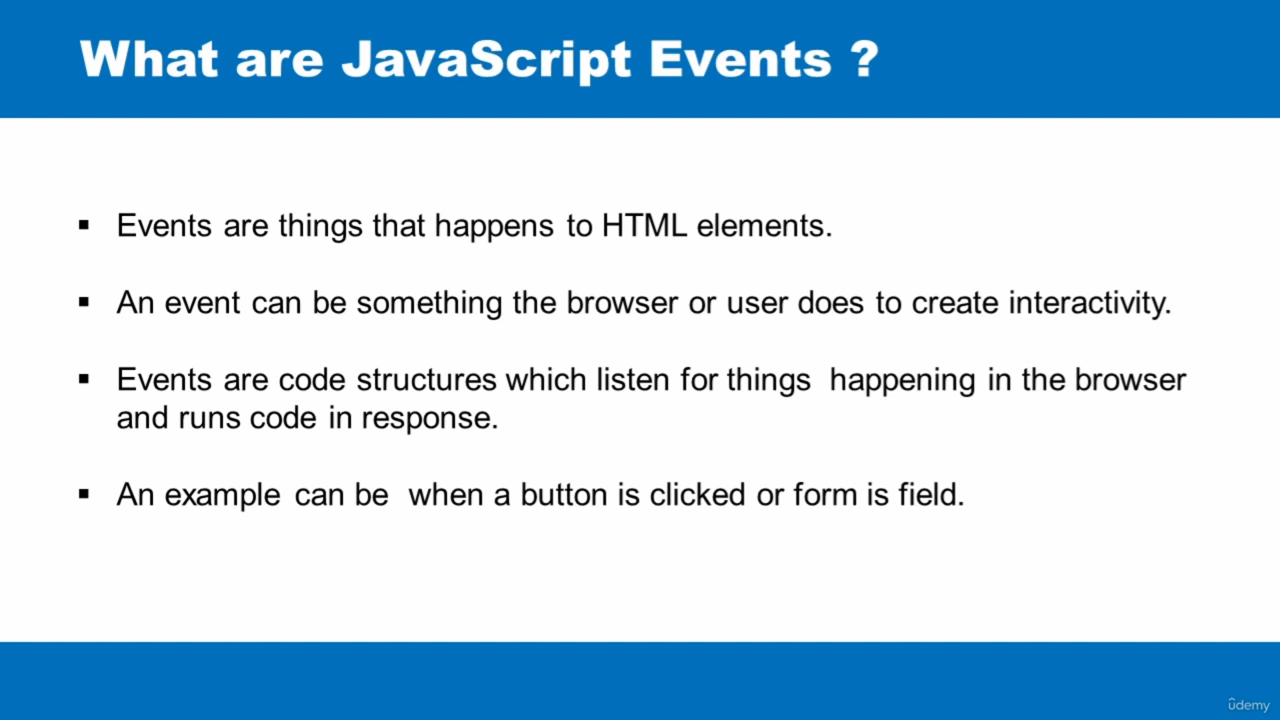 What are JavaScript Events ?
▪ Events are things that happens to HTML elements.
▪ An event can be something the browser or user does to create interactivity.
▪ Events are code structures which listen for things happening in the browser
and runs code in response.
▪ An example can be when a button is clicked or form is field.
ûdemy